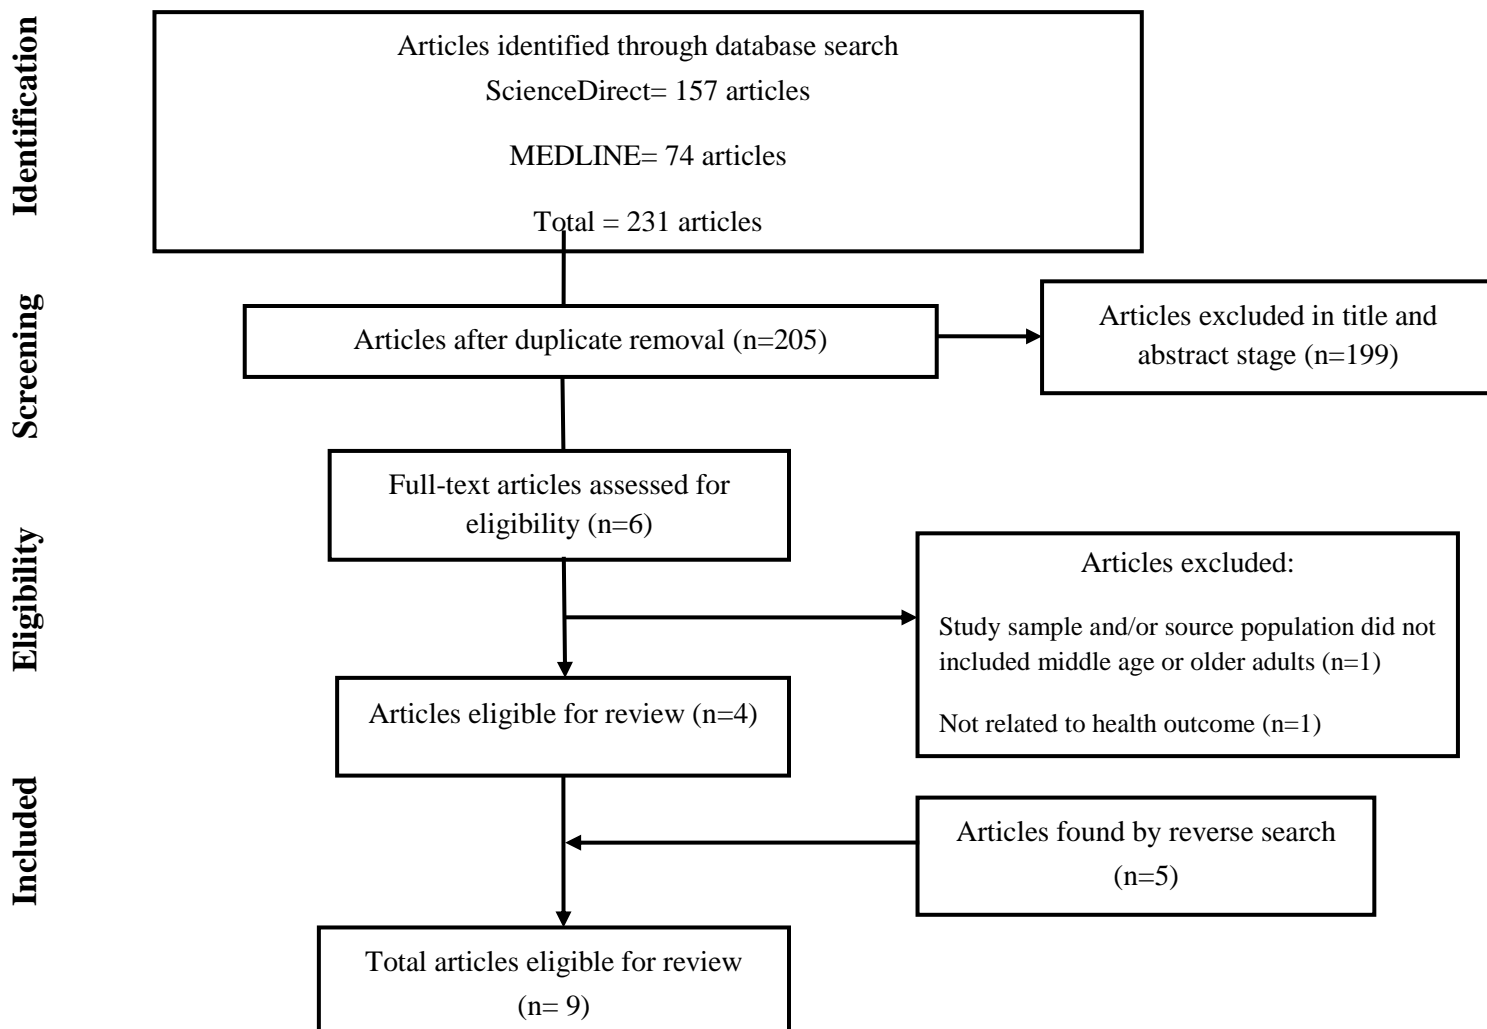 Identification
Articles identified through database search
ScienceDirect= 157 articles
MEDLINE= 74 articles
Total = 231 articles
Screening
Articles after duplicate removal (n=205)
Articles excluded in title and
abstract stage (n=199)
Full-text articles assessed for
eligibility (n=6)
Eligibility
Articles excluded:
Study sample and/or source population did not
included middle age or older adults (n=1)
Not related to health outcome (n=1)
Articles eligible for review (n=4)
Included
Articles found by reverse search
(n=5)
Total articles eligible for review
(n= 9)